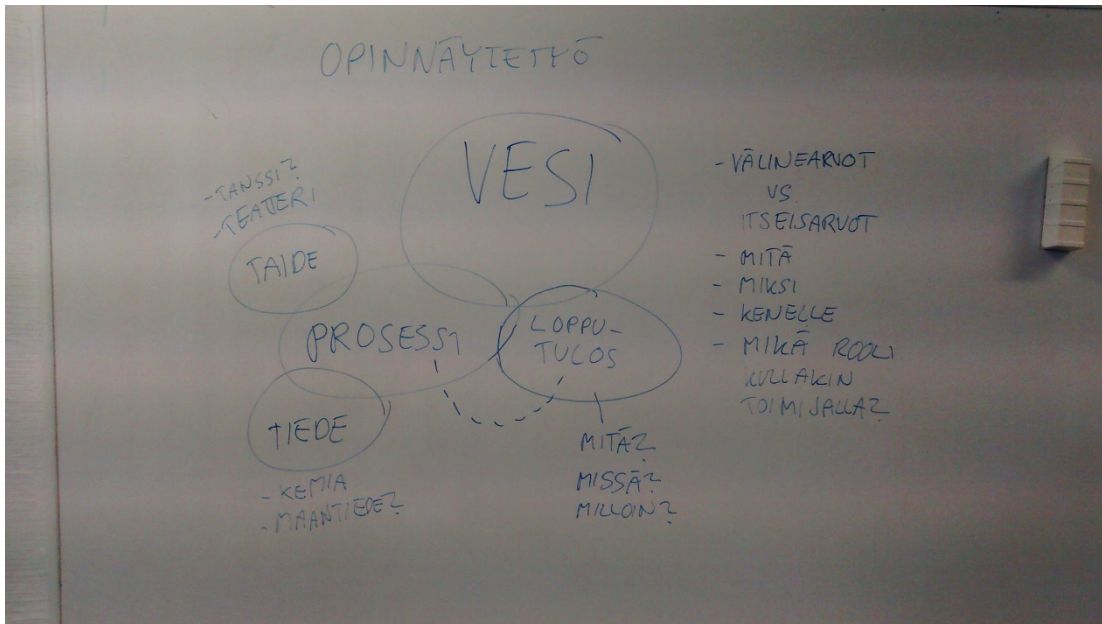 OPINNÄYTETYÖ
VESI
- TANSSI?
- TEATTERI
TAIDE
PROSESSI
LOPPU-
TULOS
TIEDE
- KEMIA
- MAANTIEDE?
MITÄ?
MISSÄ?
MILLOIN?
- VÄLINEARVOT
VS
ITSEISARVOT
- MITÄ
- MIKSI
- KENELLE
- MIKÄ ROOLI
KULLAKIN
TOIMIJALLA?